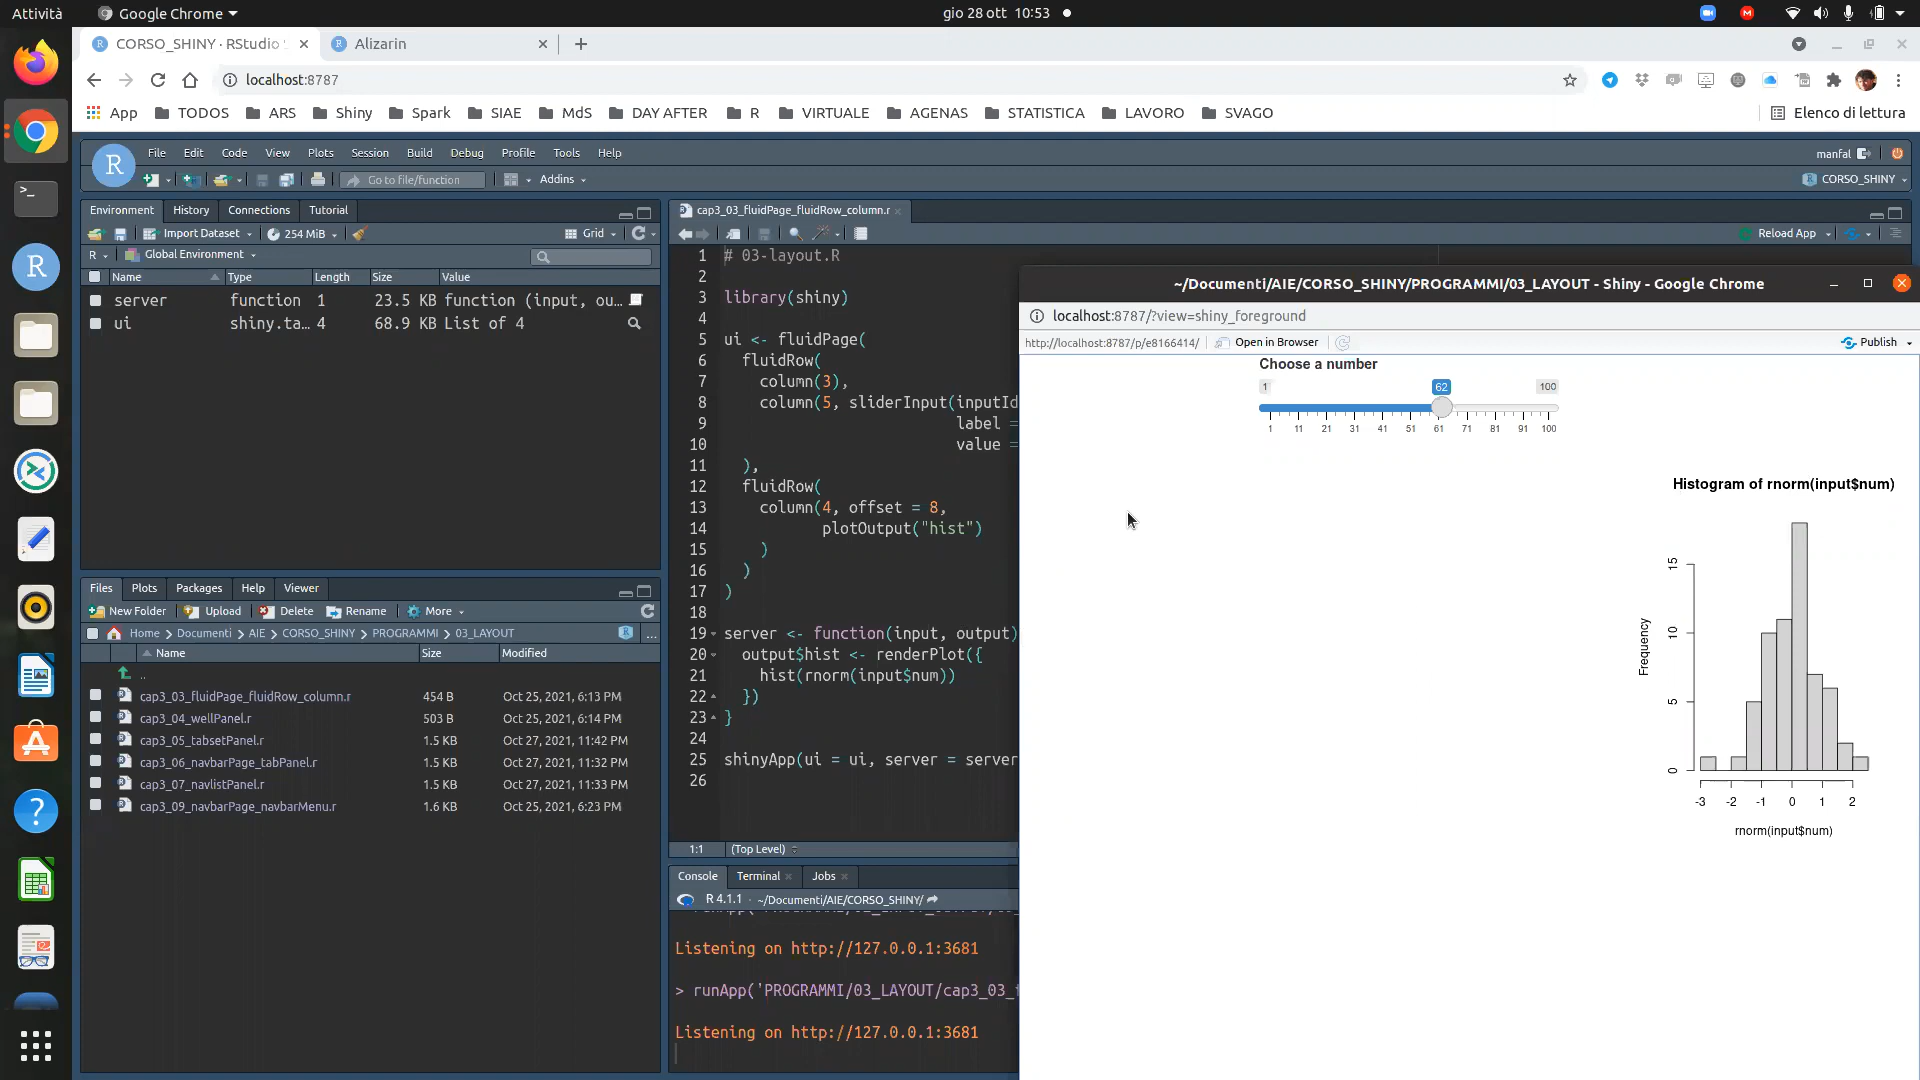 Attività
Google Chrome
gio 28 ott 10:53
CORSO_SHINY · RStudio
Alizarin
localhost:8787
App
TODOS
ARS
Shiny
Spark
SIAE
MdS
DAY AFTER
R
VIRTUALE
AGENAS
STATISTICA
LAVORO
SVAGO
Elenco di lettura
File Edit Code View Plots Session Build Debug Profile Tools Help
manfal
Go to file/function
Addins
CORSO_SHINY
Environment History Connections Tutorial
Import Dataset
254 MiB
Grid
R
Global Environment
Name Type Length Size Value
server function 1 23.5 KB function (input, ou…
ui shiny.ta… 4 68.9 KB List of 4
Files Plots Packages Help Viewer
New Folder Upload Delete Rename More
Home Documenti AIE CORSO_SHINY PROGRAMMI 03_LAYOUT
...
Name Size Modified
..
cap3_03_fluidPage_fluidRow_column.r 454 B Oct 25, 2021, 6:13 PM
cap3_04_wellPanel.r 503 B Oct 25, 2021, 6:14 PM
cap3_05_tabsetPanel.r 1.5 KB Oct 27, 2021, 11:42 PM
cap3_06_navbarPage_tabPanel.r 1.5 KB Oct 27, 2021, 11:32 PM
cap3_07_navlistPanel.r 1.5 KB Oct 27, 2021, 11:33 PM
cap3_09_navbarPage_navbarMenu.r 1.6 KB Oct 25, 2021, 6:23 PM
cap3_03_fluidPage_fluidRow_column.r
Reload App
1 # 03-layout.R
2
3 library(shiny)
4
5 ui <- fluidPage(
6 fluidRow(
7 column(3),
8 column(5, sliderInput(inputId
9 label =
10 value =
11 ),
12 fluidRow(
13 column(4, offset = 8,
14 plotOutput("hist")
15 )
16 )
17 )
18
19 server <- function(input, output)
20 output$hist <- renderPlot({
21 hist(rnorm(input$num))
22 })
23 }
24
25 shinyApp(ui = ui, server = server
26
1:1 (Top Level)
Console Terminal Jobs
R 4.1.1 · ~/Documenti/AIE/CORSO_SHINY/
Listening on http://127.0.0.1:3681
> runApp('PROGRAMMI/03_LAYOUT/cap3_03_
Listening on http://127.0.0.1:3681
~/Documenti/AIE/CORSO_SHINY/PROGRAMMI/03_LAYOUT - Shiny - Google Chrome
localhost:8787/?view=shiny_foreground
http://localhost:8787/p/e8166414/
Open in Browser
Publish
Choose a number
1 62 100
1 11 21 31 41 51 61 71 81 91 100
Histogram of rnorm(input$num)
Frequency
15
10
5
0
-3 -2 -1 0 1 2
rnorm(input$num)